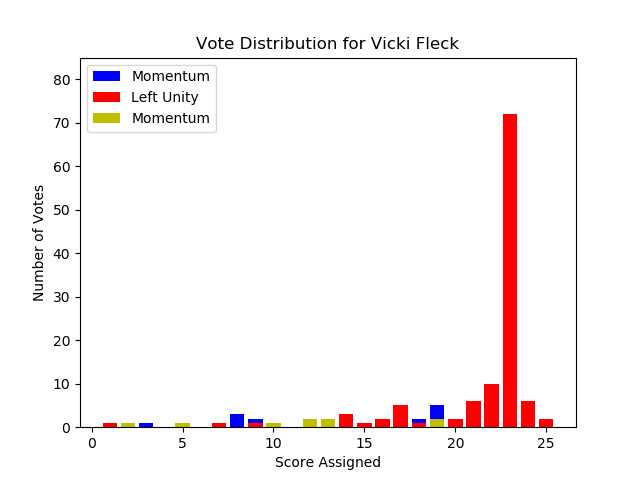 Vote Distribution for Vicki Fleck
Momentum
Left Unity
Momentum
80
70
60
50
40
30
20
10
0
Number of Votes
0 5 10 15 20 25
Score Assigned